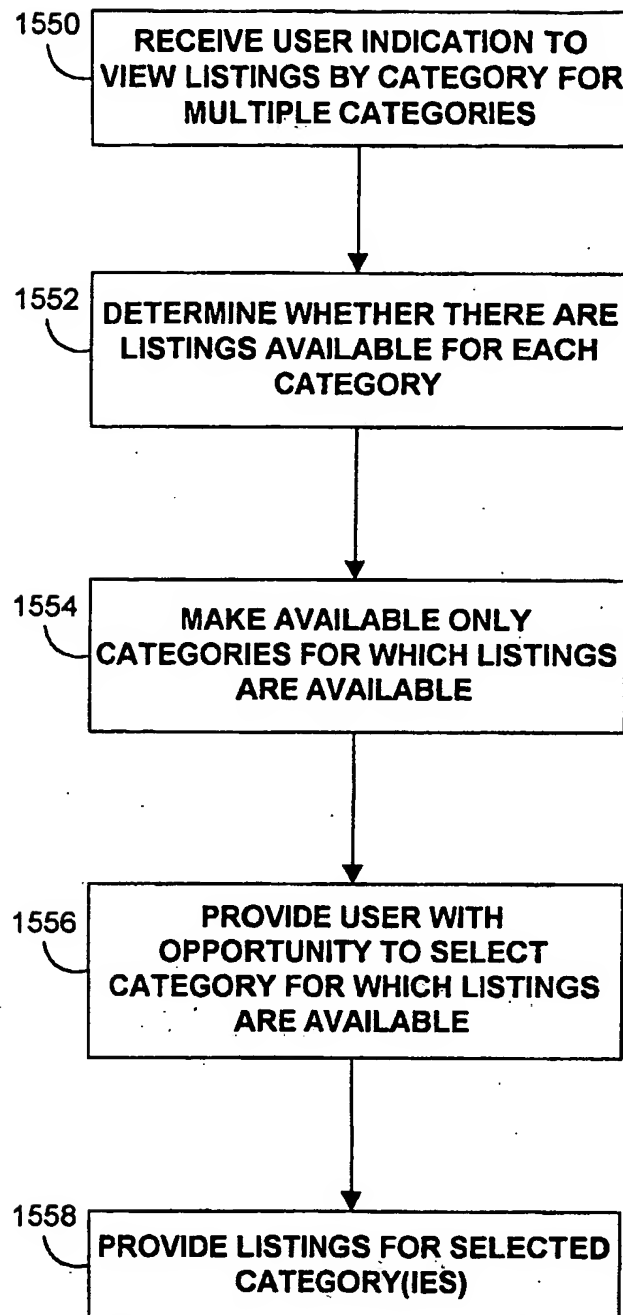 1550
RECEIVE USER INDICATION TO
VIEW LISTINGS BY CATEGORY FOR
MULTIPLE CATEGORIES
1552
DETERMINE WHETHER THERE ARE
LISTINGS AVAILABLE FOR EACH
CATEGORY
1554
MAKE AVAILABLE ONLY
CATEGORIES FOR WHICH LISTINGS
ARE AVAILABLE
1556
PROVIDE USER WITH
OPPORTUNITY TO SELECT
CATEGORY FOR WHICH LISTINGS
ARE AVAILABLE
1558
PROVIDE LISTINGS FOR SELECTED
CATEGORY(IES)